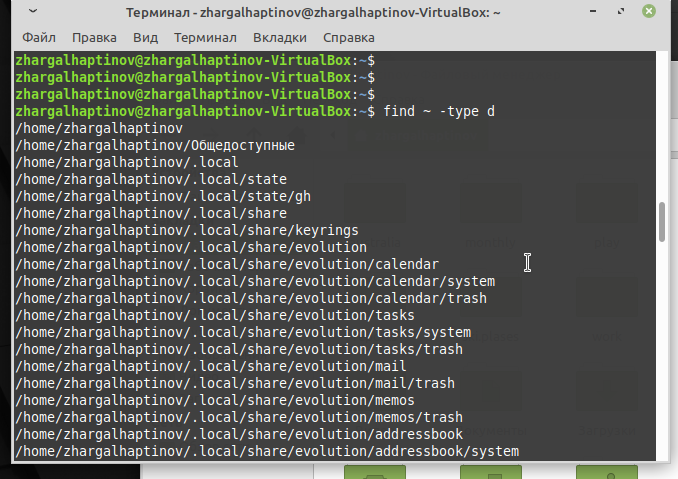 Терминал - zhargalhaptinov@zhargalhaptinov-VirtualBox: ~
Файл Правка Вид Терминал Вкладки Справка
zhargalhaptinov@zhargalhaptinov-VirtualBox:~$
zhargalhaptinov@zhargalhaptinov-VirtualBox:~$
zhargalhaptinov@zhargalhaptinov-VirtualBox:~$
zhargalhaptinov@zhargalhaptinov-VirtualBox:~$ find ~ -type d
/home/zhargalhaptinov
/home/zhargalhaptinov/Общедоступные
/home/zhargalhaptinov/.local
/home/zhargalhaptinov/.local/state
/home/zhargalhaptinov/.local/state/gh
/home/zhargalhaptinov/.local/share
/home/zhargalhaptinov/.local/share/keyrings
/home/zhargalhaptinov/.local/share/evolution
/home/zhargalhaptinov/.local/share/evolution/calendar
/home/zhargalhaptinov/.local/share/evolution/calendar/system
/home/zhargalhaptinov/.local/share/evolution/calendar/trash
/home/zhargalhaptinov/.local/share/evolution/tasks
/home/zhargalhaptinov/.local/share/evolution/tasks/system
/home/zhargalhaptinov/.local/share/evolution/tasks/trash
/home/zhargalhaptinov/.local/share/evolution/mail
/home/zhargalhaptinov/.local/share/evolution/mail/trash
/home/zhargalhaptinov/.local/share/evolution/memos
/home/zhargalhaptinov/.local/share/evolution/memos/trash
/home/zhargalhaptinov/.local/share/evolution/addressbook
/home/zhargalhaptinov/.local/share/evolution/addressbook/system